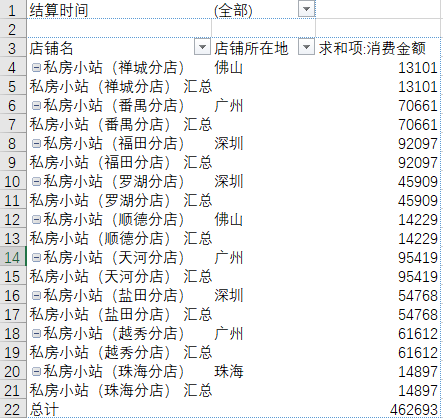 1 结算时间 (全部)
2
3 店铺名 店铺所在地 求和项:消费金额
4 私房小站（禅城分店） 佛山 13101
5 私房小站（禅城分店） 汇总 13101
6 私房小站（番禺分店） 广州 70661
7 私房小站（番禺分店） 汇总 70661
8 私房小站（福田分店） 深圳 92097
9 私房小站（福田分店） 汇总 92097
10 私房小站（罗湖分店） 深圳 45909
11 私房小站（罗湖分店） 汇总 45909
12 私房小站（顺德分店） 佛山 14229
13 私房小站（顺德分店） 汇总 14229
14 私房小站（天河分店） 广州 95419
15 私房小站（天河分店） 汇总 95419
16 私房小站（盐田分店） 深圳 54768
17 私房小站（盐田分店） 汇总 54768
18 私房小站（越秀分店） 广州 61612
19 私房小站（越秀分店） 汇总 61612
20 私房小站（珠海分店） 珠海 14897
21 私房小站（珠海分店） 汇总 14897
22 总计 462693